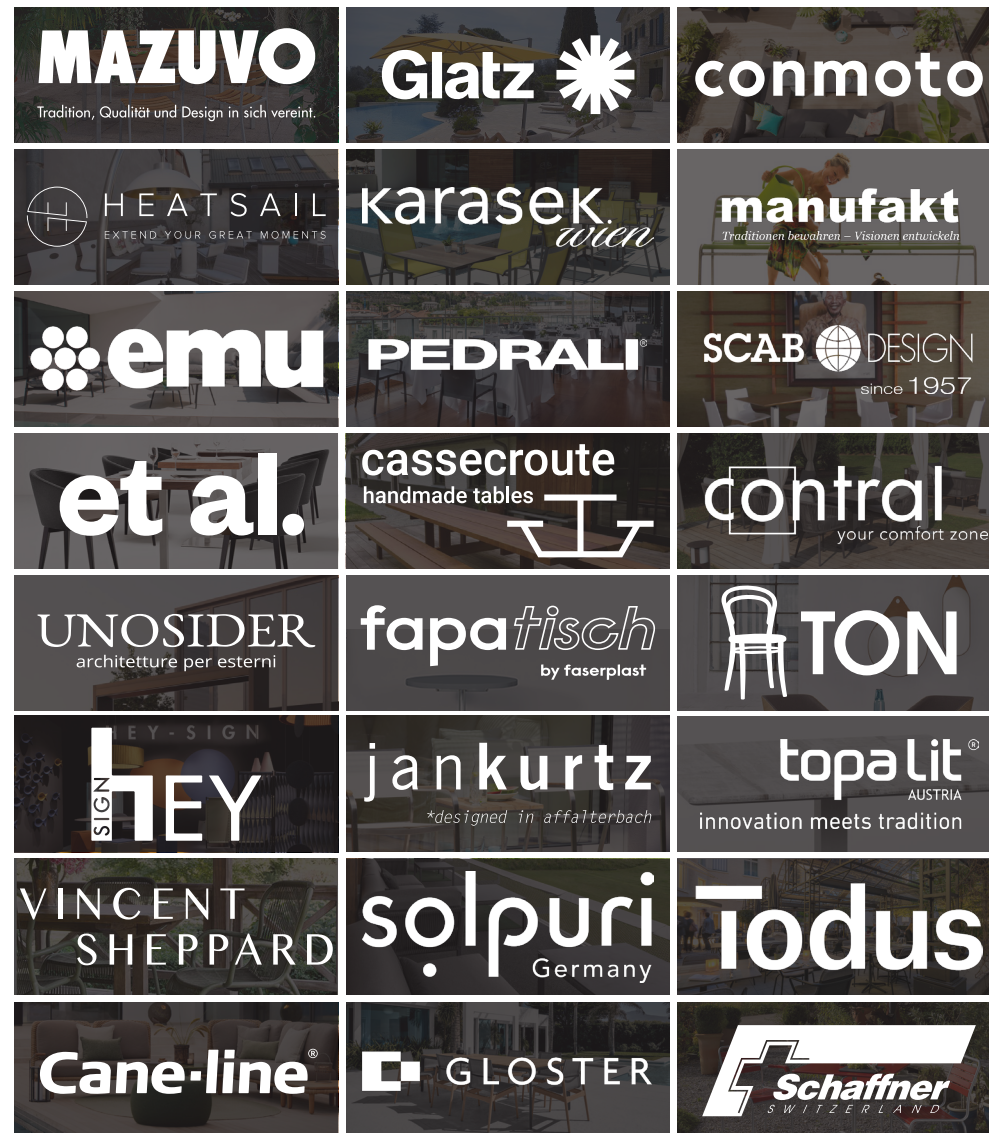 MAZUVO
Tradition, Qualität und Design in sich vereint.
Glatz
conmoto
H
HEATSAIL
EXTEND YOUR GREAT MOMENTS
karasek.
wien
manufakt
Traditionen bewahren – Visionen entwickeln
emu
PEDRALI®
SCAB DESIGN
since 1957
et al.
cassecroute
handmade tables
contral
your comfort zone
UNOSIDER
architetture per esterni
fapatisch
by faserplast
TON
HEY-SIGN
SIGN
hEY
jankurtz
*designed in affalterbach
topalit®
AUSTRIA
innovation meets tradition
VINCENT
SHEPPARD
solpuri
Germany
Todus
Cane-line®
GLOSTER
Schaffner
SWITZERLAND